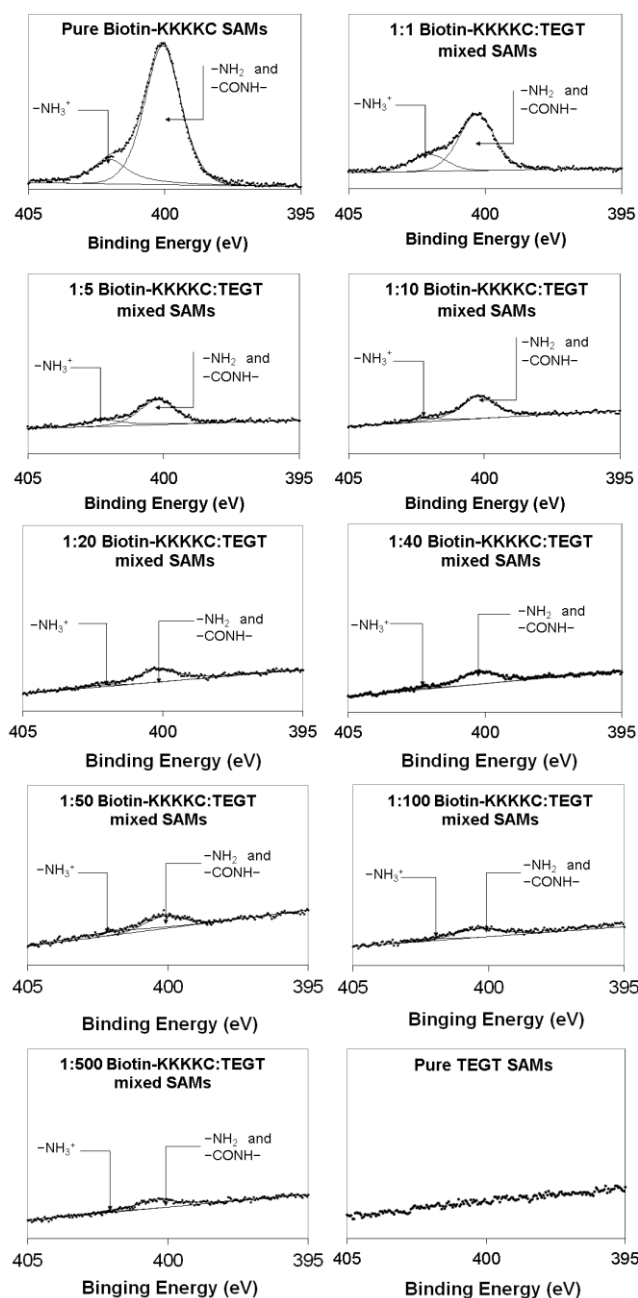 Pure Biotin-KKKKC SAMs
−NH₂ and
−CONH−
−NH₃⁺
405 400 395
Binding Energy (eV)
1:1 Biotin-KKKKC:TEGT
mixed SAMs
−NH₂ and
−CONH−
−NH₃⁺
405 400 395
Binding Energy (eV)
1:5 Biotin-KKKKC:TEGT
mixed SAMs
−NH₃⁺
−NH₂ and
−CONH−
405 400 395
Binding Energy (eV)
1:10 Biotin-KKKKC:TEGT
mixed SAMs
−NH₂ and
−CONH−
−NH₃⁺
405 400 395
Binding Energy (eV)
1:20 Biotin-KKKKC:TEGT
mixed SAMs
−NH₃⁺
−NH₂ and
−CONH−
405 400 395
Binding Energy (eV)
1:40 Biotin-KKKKC:TEGT
mixed SAMs
−NH₂ and
−CONH−
−NH₃⁺
405 400 395
Binding Energy (eV)
1:50 Biotin-KKKKC:TEGT
mixed SAMs
−NH₂ and
−CONH−
−NH₃⁺
405 400 395
Binding Energy (eV)
1:100 Biotin-KKKKC:TEGT
mixed SAMs
−NH₃⁺
−NH₂ and
−CONH−
405 400 395
Binging Energy (eV)
1:500 Biotin-KKKKC:TEGT
mixed SAMs
−NH₃⁺
−NH₂ and
−CONH−
405 400 395
Binging Energy (eV)
Pure TEGT SAMs
405 400 395
Binding Energy (eV)